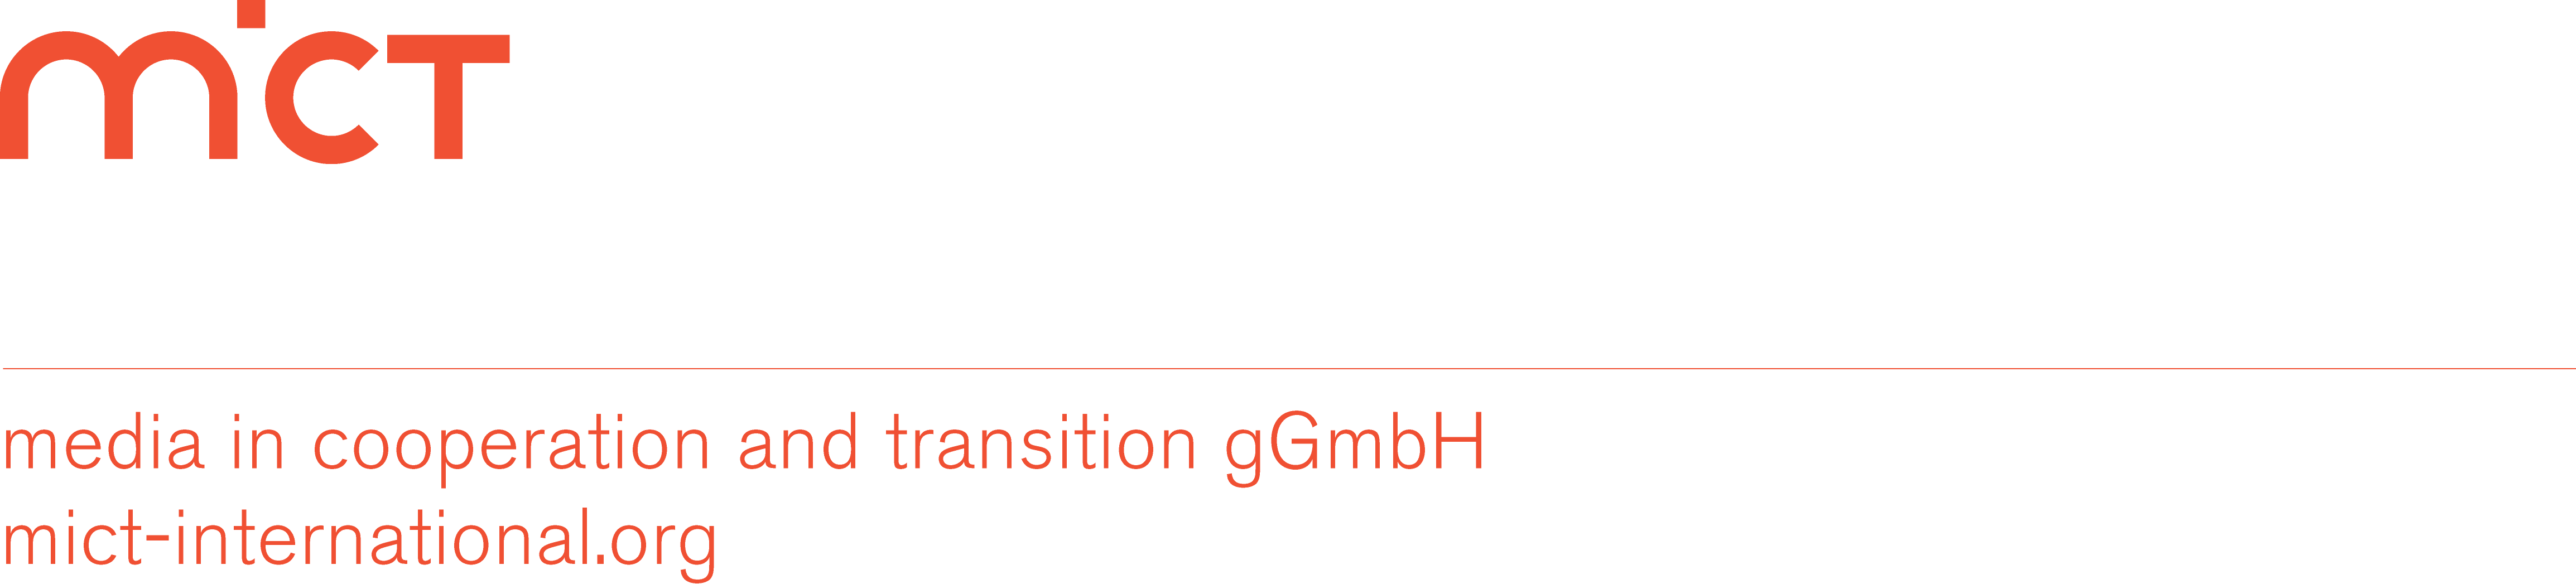 mict
media in cooperation and transition gGmbH
mict-international.org